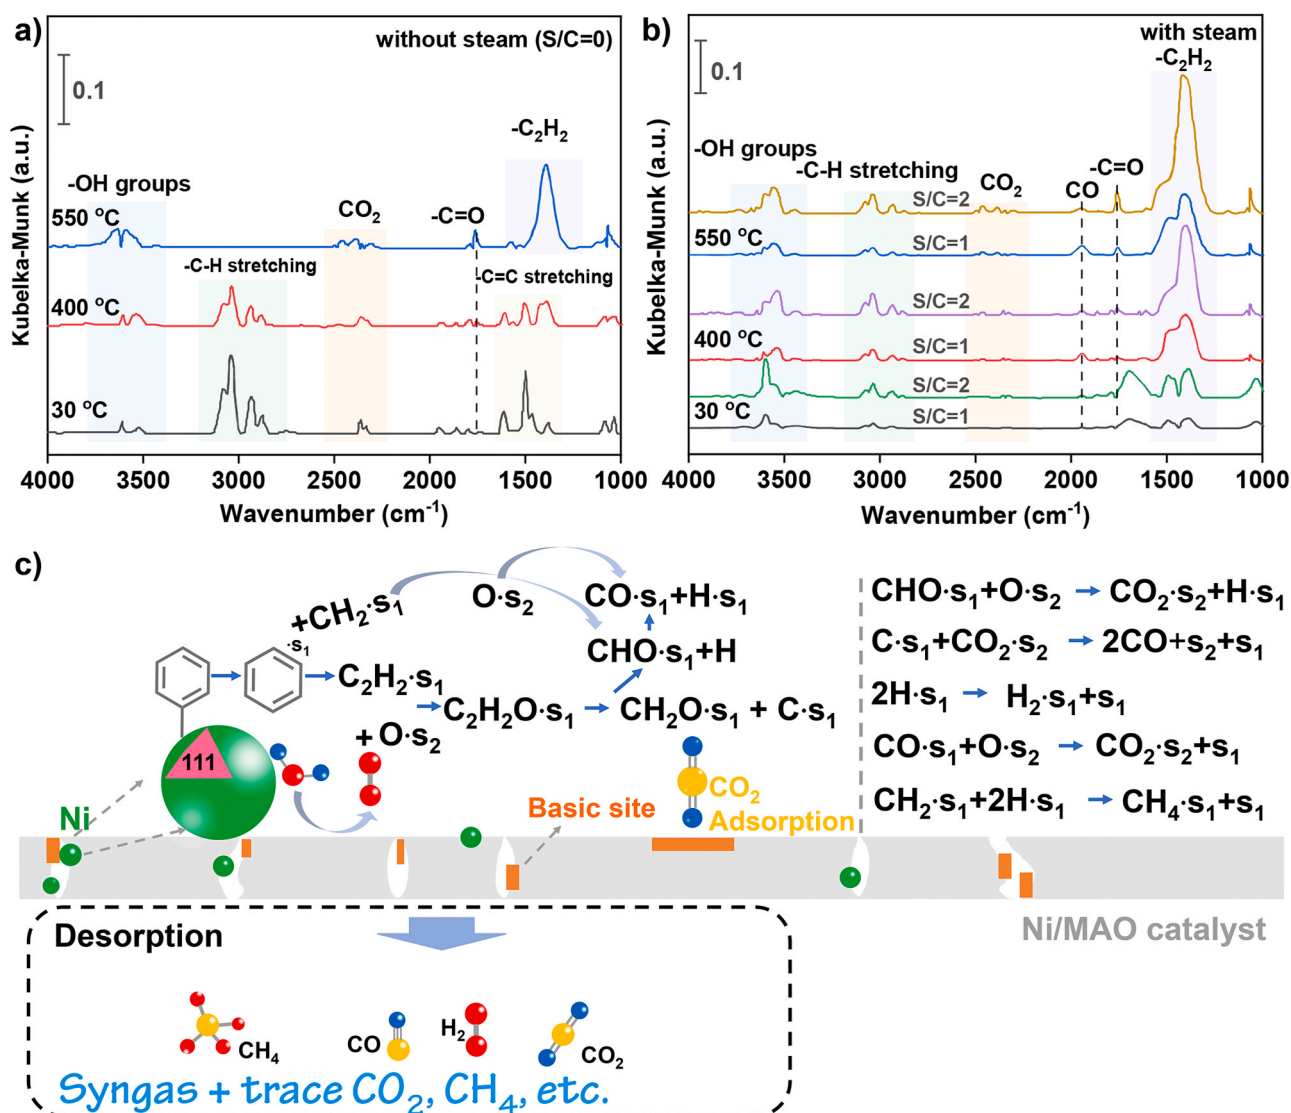 a)
without steam (S/C=0)
0.1
-C₂H₂
-OH groups
CO₂
-C=O
550 °C
-C-H stretching
-C=C stretching
400 °C
30 °C
4000 3500 3000 2500 2000 1500 1000
Wavenumber (cm⁻¹)
Kubelka-Munk (a.u.)
b)
with steam
-C₂H₂
0.1
-OH groups
-C-H stretching
-C=O
CO₂
CO
S/C=2
550 °C
S/C=1
S/C=2
400 °C
S/C=1
S/C=2
30 °C
S/C=1
4000 3500 3000 2500 2000 1500 1000
Wavenumber (cm⁻¹)
Kubelka-Munk (a.u.)
c)
+CH₂·s₁
O·s₂
CO·s₁+H·s₁
·s₁
CHO·s₁+H
C₂H₂·s₁
C₂H₂O·s₁
CH₂O·s₁ + C·s₁
+ O·s₂
111
Ni
Basic site
CO₂
Adsorption
CHO·s₁+O·s₂ → CO₂·s₂+H·s₁
C·s₁+CO₂·s₂ → 2CO+s₂+s₁
2H·s₁ → H₂·s₁+s₁
CO·s₁+O·s₂ → CO₂·s₂+s₁
CH₂·s₁+2H·s₁ → CH₄·s₁+s₁
Ni/MAO catalyst
Desorption
CH₄
CO
H₂
CO₂
Syngas + trace CO₂, CH₄, etc.